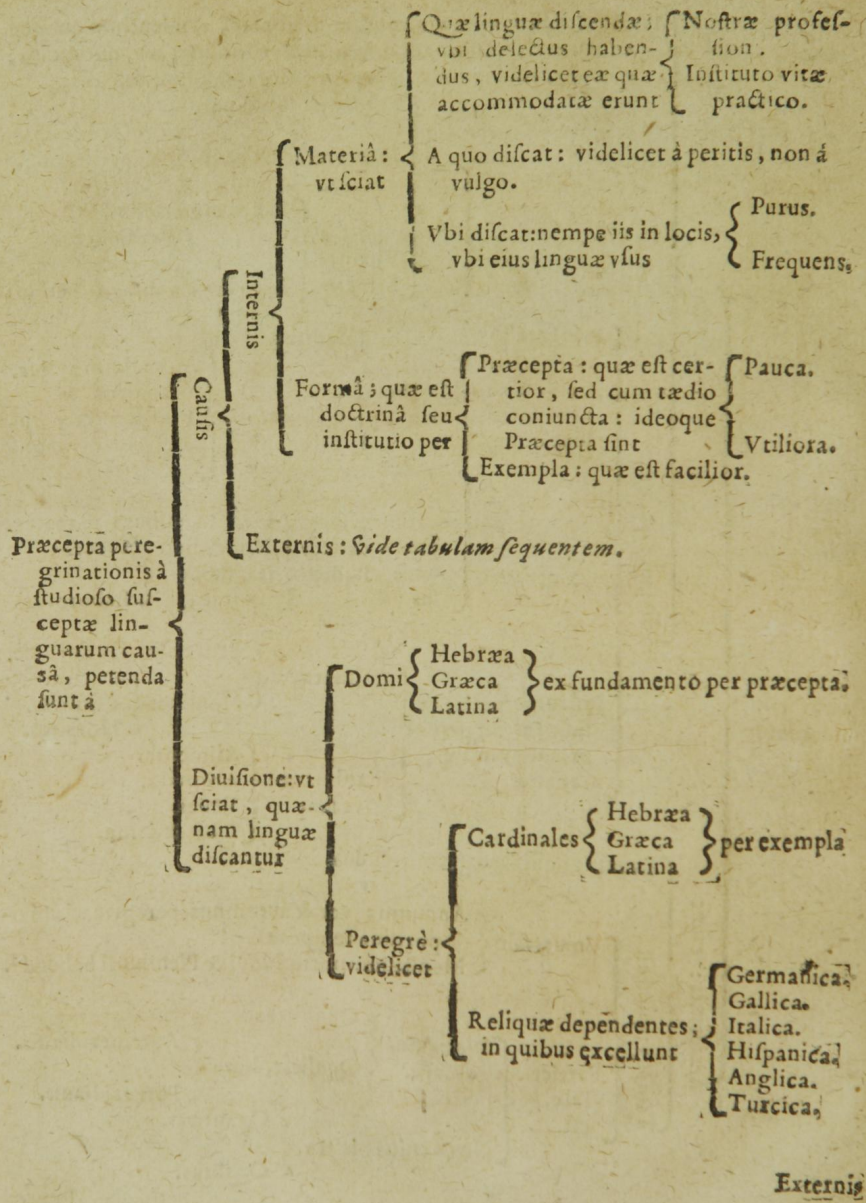 Quæ linguæ diſcendæ;
vbi delectus haben-
dus, videlicet eæ quæ
accommodatæ erunt
Noſtræ profeſ-
ſion.
Inſtituto vitæ
practico.
Materiâ:
vt ſciat
A quo diſcat: videlicet à peritis, non á
vulgo.
Vbi diſcat: nempe iis in locis,
vbi eius linguæ vſus
Purus.
Frequens,
Internis
Cauſis
Formâ; quæ eſt
doctrinâ ſeu
inſtitutio per
Præcepta: quæ eſt cer-
tior, ſed cum tædio
coniuncta: ideoque
Præcepta ſint
Pauca.
Vtiliora.
Exempla: quæ eſt facilior.
Externis: Vide tabulam ſequentem.
Præcepta pere-
grinationis à
ſtudioſo ſuſ-
ceptæ lin-
guarum cau-
sâ, petenda
ſunt à
Domi
Hebræa
Græca
Latina
ex fundamento per præcepta.
Diuiſione: vt
ſciat, quæ-
nam linguæ
diſcantur
Cardinales
Hebræa
Græca
Latina
per exempla
Peregrè:
videlicet
Reliquæ dependentes;
in quibus excellunt
Germanica,
Gallica.
Italica.
Hiſpanica,
Anglica.
Turcica,
Externis